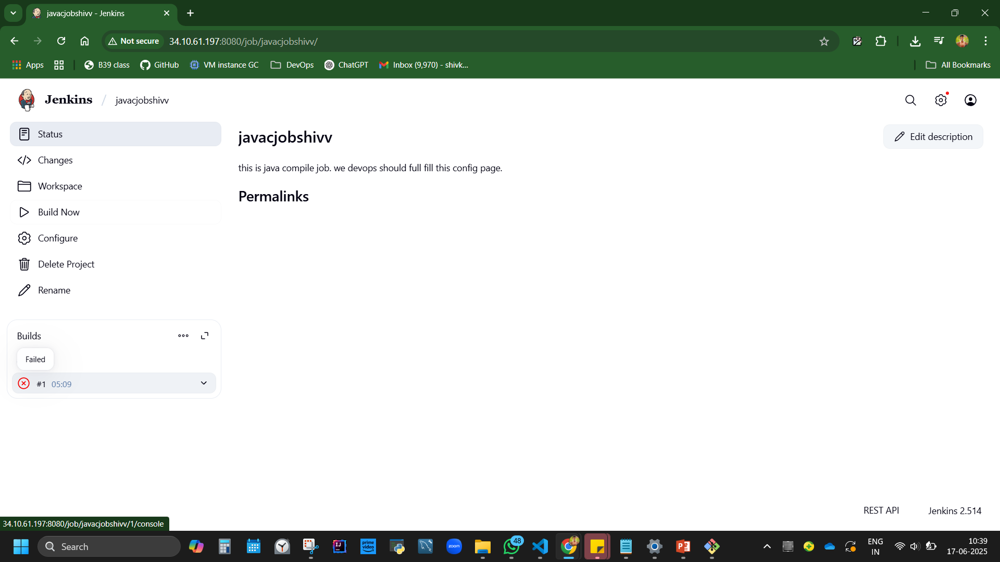 javacjobshivv - Jenkins
Not secure
34.10.61.197:8080/job/javacjobshivv/
Apps
B39 class
GitHub
VM instance GC
DevOps
ChatGPT
Inbox (9,970) - shivk...
All Bookmarks
Jenkins / javacjobshivv
Status
Changes
Workspace
Build Now
Configure
Delete Project
Rename
Builds
Failed
#1 05:09
javacjobshivv
Edit description
this is java compile job. we devops should full fill this config page.
Permalinks
REST API
Jenkins 2.514
34.10.61.197:8080/job/javacjobshivv/1/console
Search
IJ
prime video
zoom
48
P
ENG
IN
10:39
17-06-2025